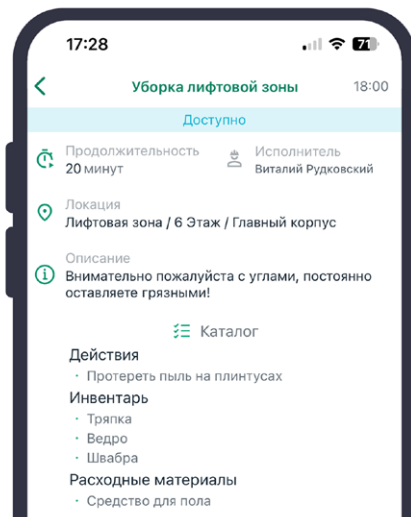 17:28
71
Уборка лифтовой зоны 18:00
Доступно
Продолжительность
20 минут
Исполнитель
Виталий Рудковский
Локация
Лифтовая зона / 6 Этаж / Главный корпус
Описание
Внимательно пожалуйста с углами, постоянно
оставляете грязными!
Каталог
Действия
· Протереть пыль на плинтусах
Инвентарь
· Тряпка
· Ведро
· Швабра
Расходные материалы
· Средство для пола